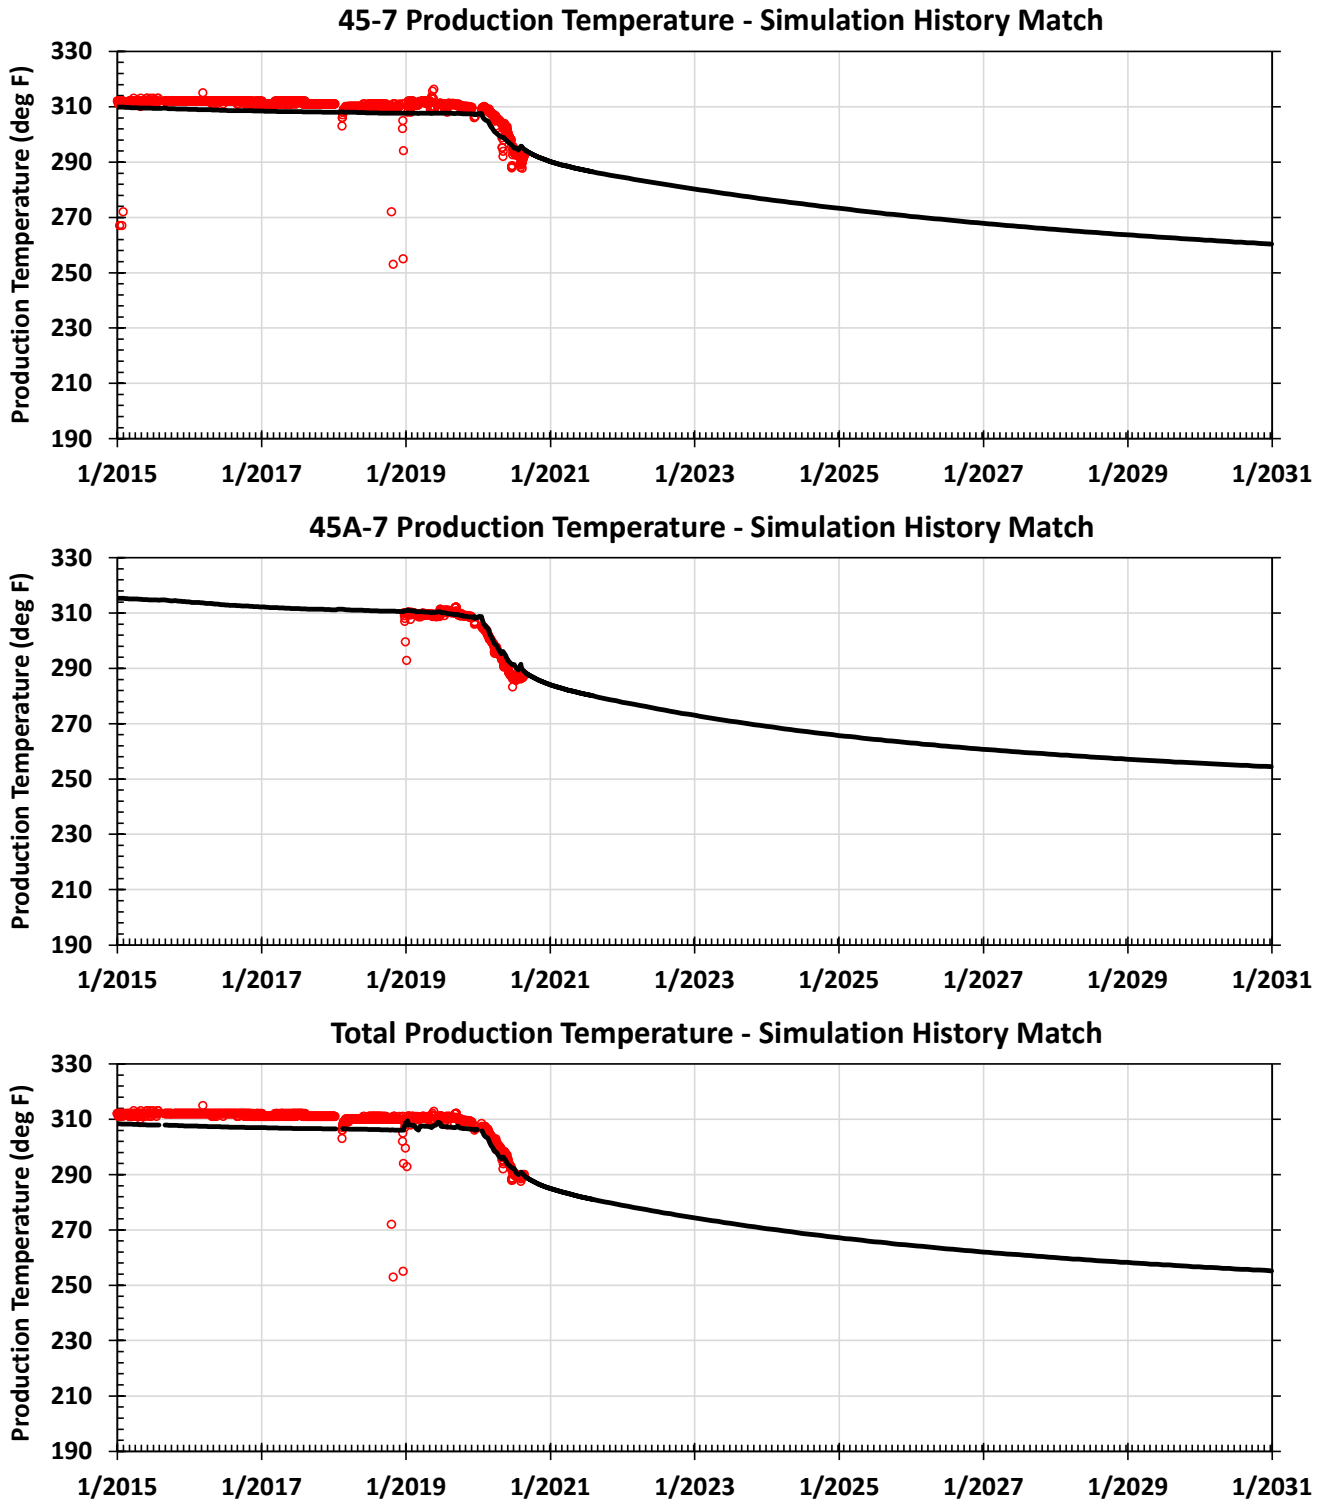 45-7 Production Temperature - Simulation History Match
Production Temperature (deg F)
330
310
290
270
250
230
210
190
1/2015 1/2017 1/2019 1/2021 1/2023 1/2025 1/2027 1/2029 1/2031
45A-7 Production Temperature - Simulation History Match
Production Temperature (deg F)
330
310
290
270
250
230
210
190
1/2015 1/2017 1/2019 1/2021 1/2023 1/2025 1/2027 1/2029 1/2031
Total Production Temperature - Simulation History Match
Production Temperature (deg F)
330
310
290
270
250
230
210
190
1/2015 1/2017 1/2019 1/2021 1/2023 1/2025 1/2027 1/2029 1/2031